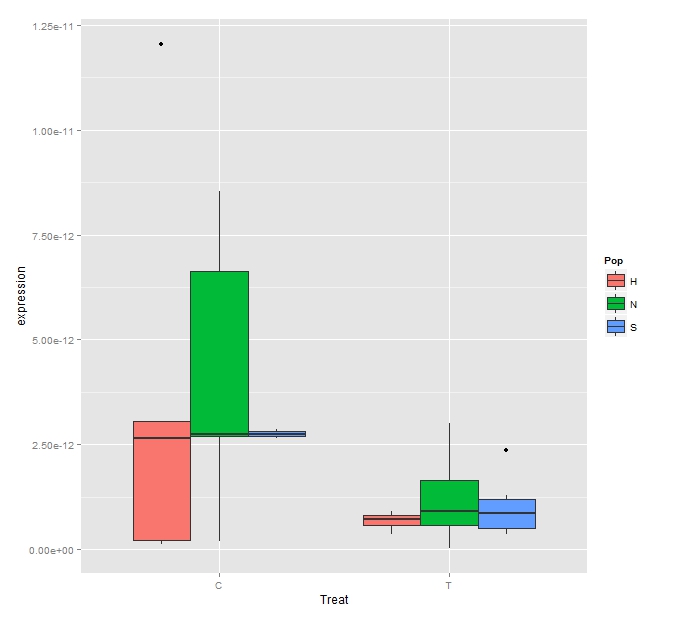 1.25e-11
1.00e-11
7.50e-12
5.00e-12
2.50e-12
0.00e+00
expression
C
T
Treat
Pop
H
N
S